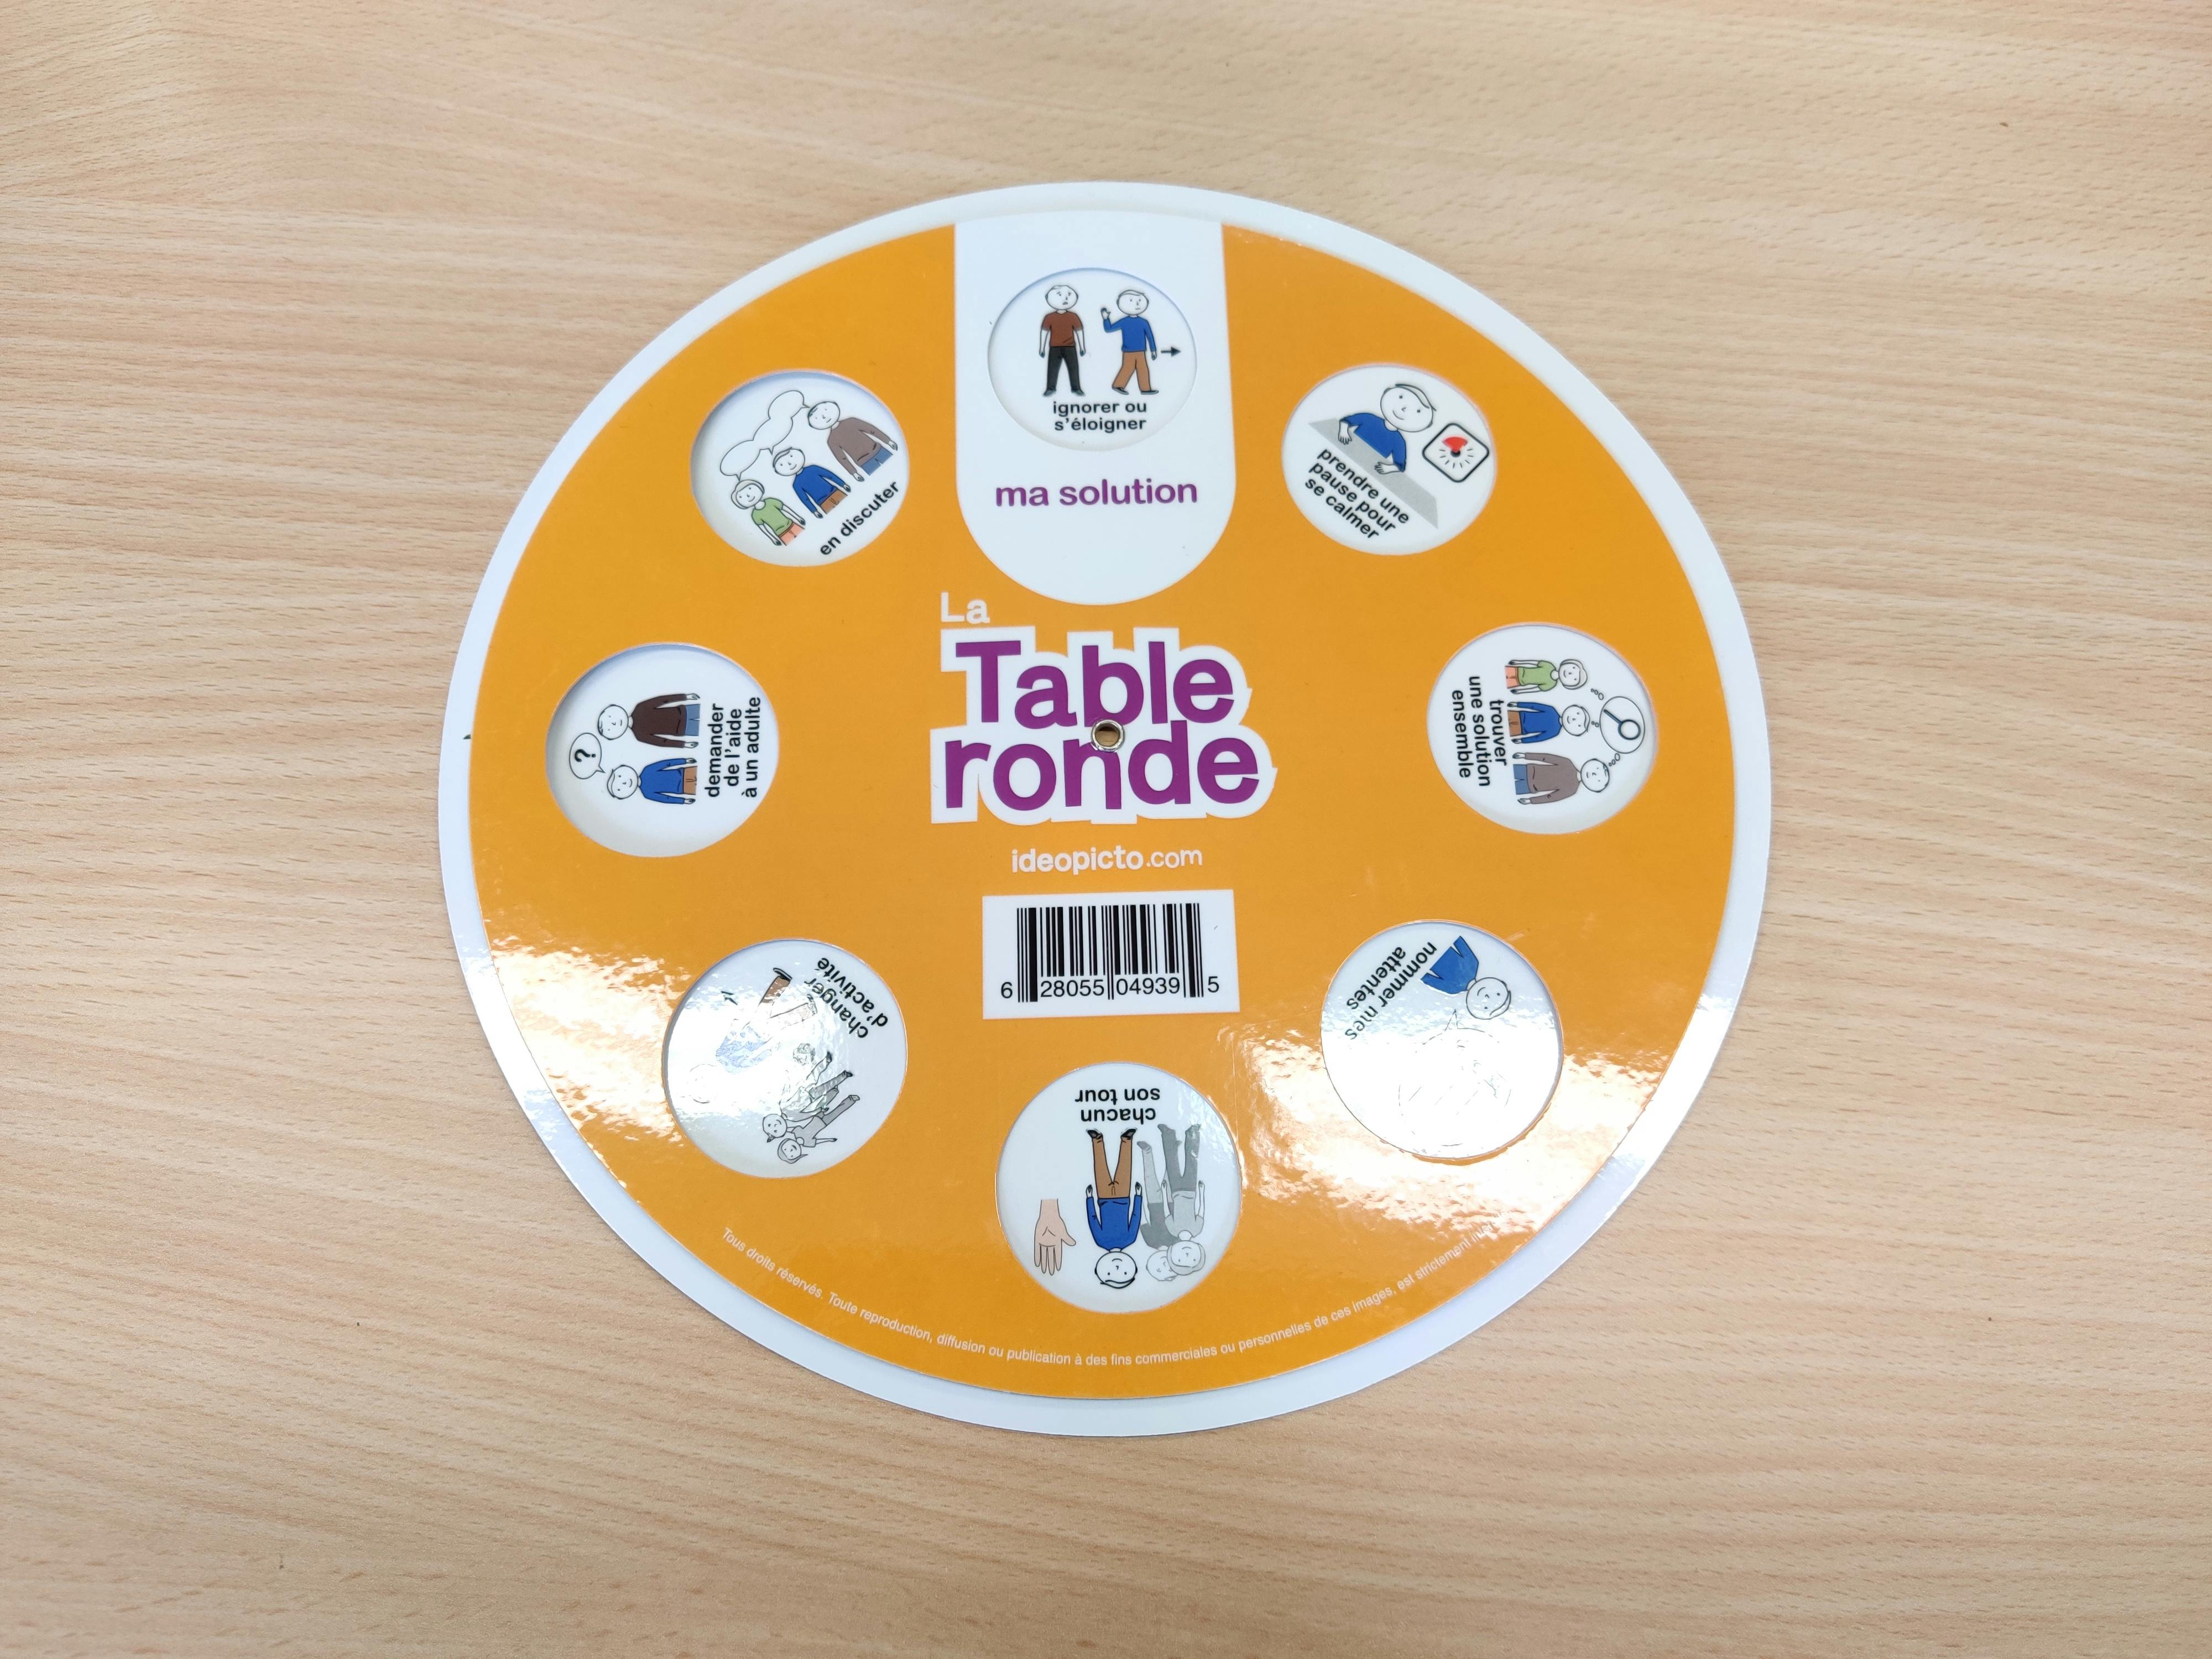 ignorer ou
s'éloigner
ma solution
prendre une
pause pour
se calmer
trouver
une solution
ensemble
nommer mes
attentes
chacun
son tour
changer
d'activité
demander
de l'aide
à un adulte
?
en discuter
La
Table
ronde
ideopicto.com
6 28055 04939 5
Tous droits réservés. Toute reproduction, diffusion ou publication à des fins commerciales ou personnelles de ces images, est strictement